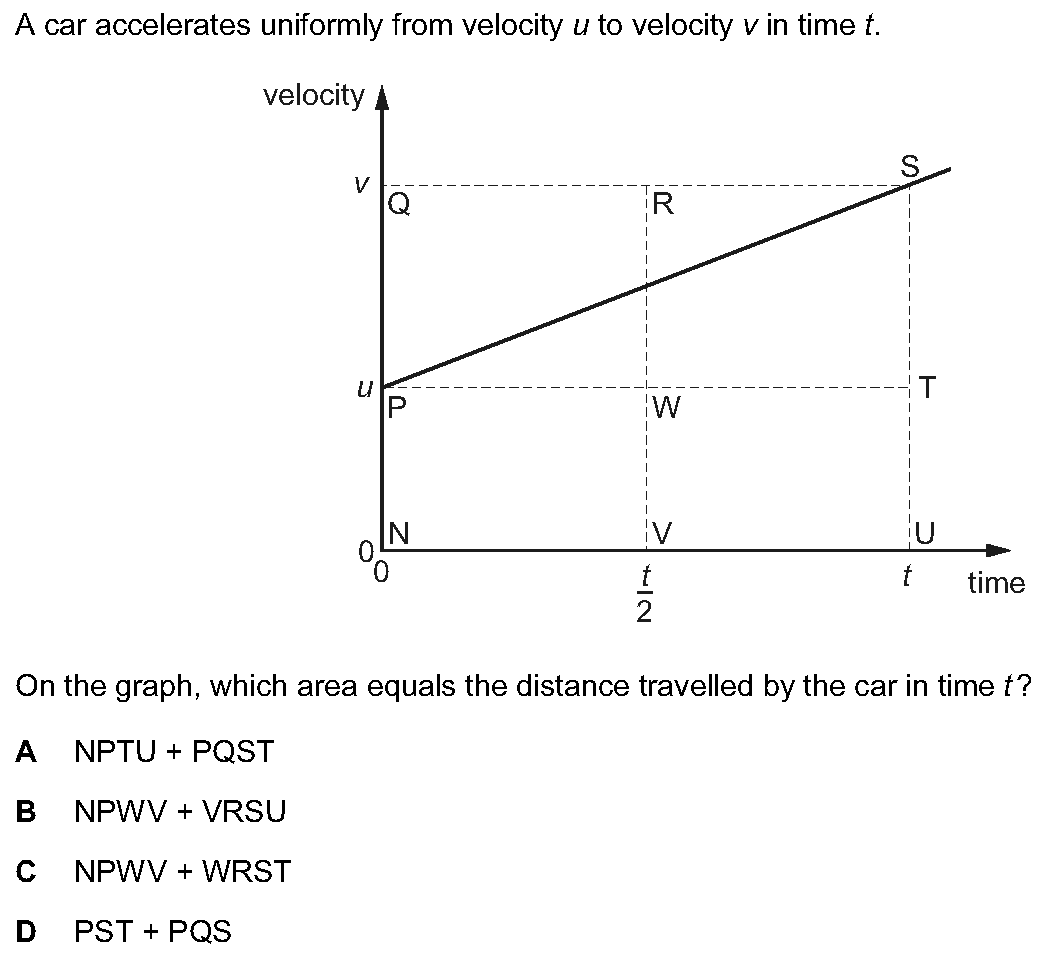 A car accelerates uniformly from velocity u to velocity v in time t.
velocity
S
v
Q
R
u
P
W
T
N
V
U
0
0
t
2
t
time
On the graph, which area equals the distance travelled by the car in time t?
A NPTU + PQST
B NPWV + VRSU
C NPWV + WRST
D PST + PQS